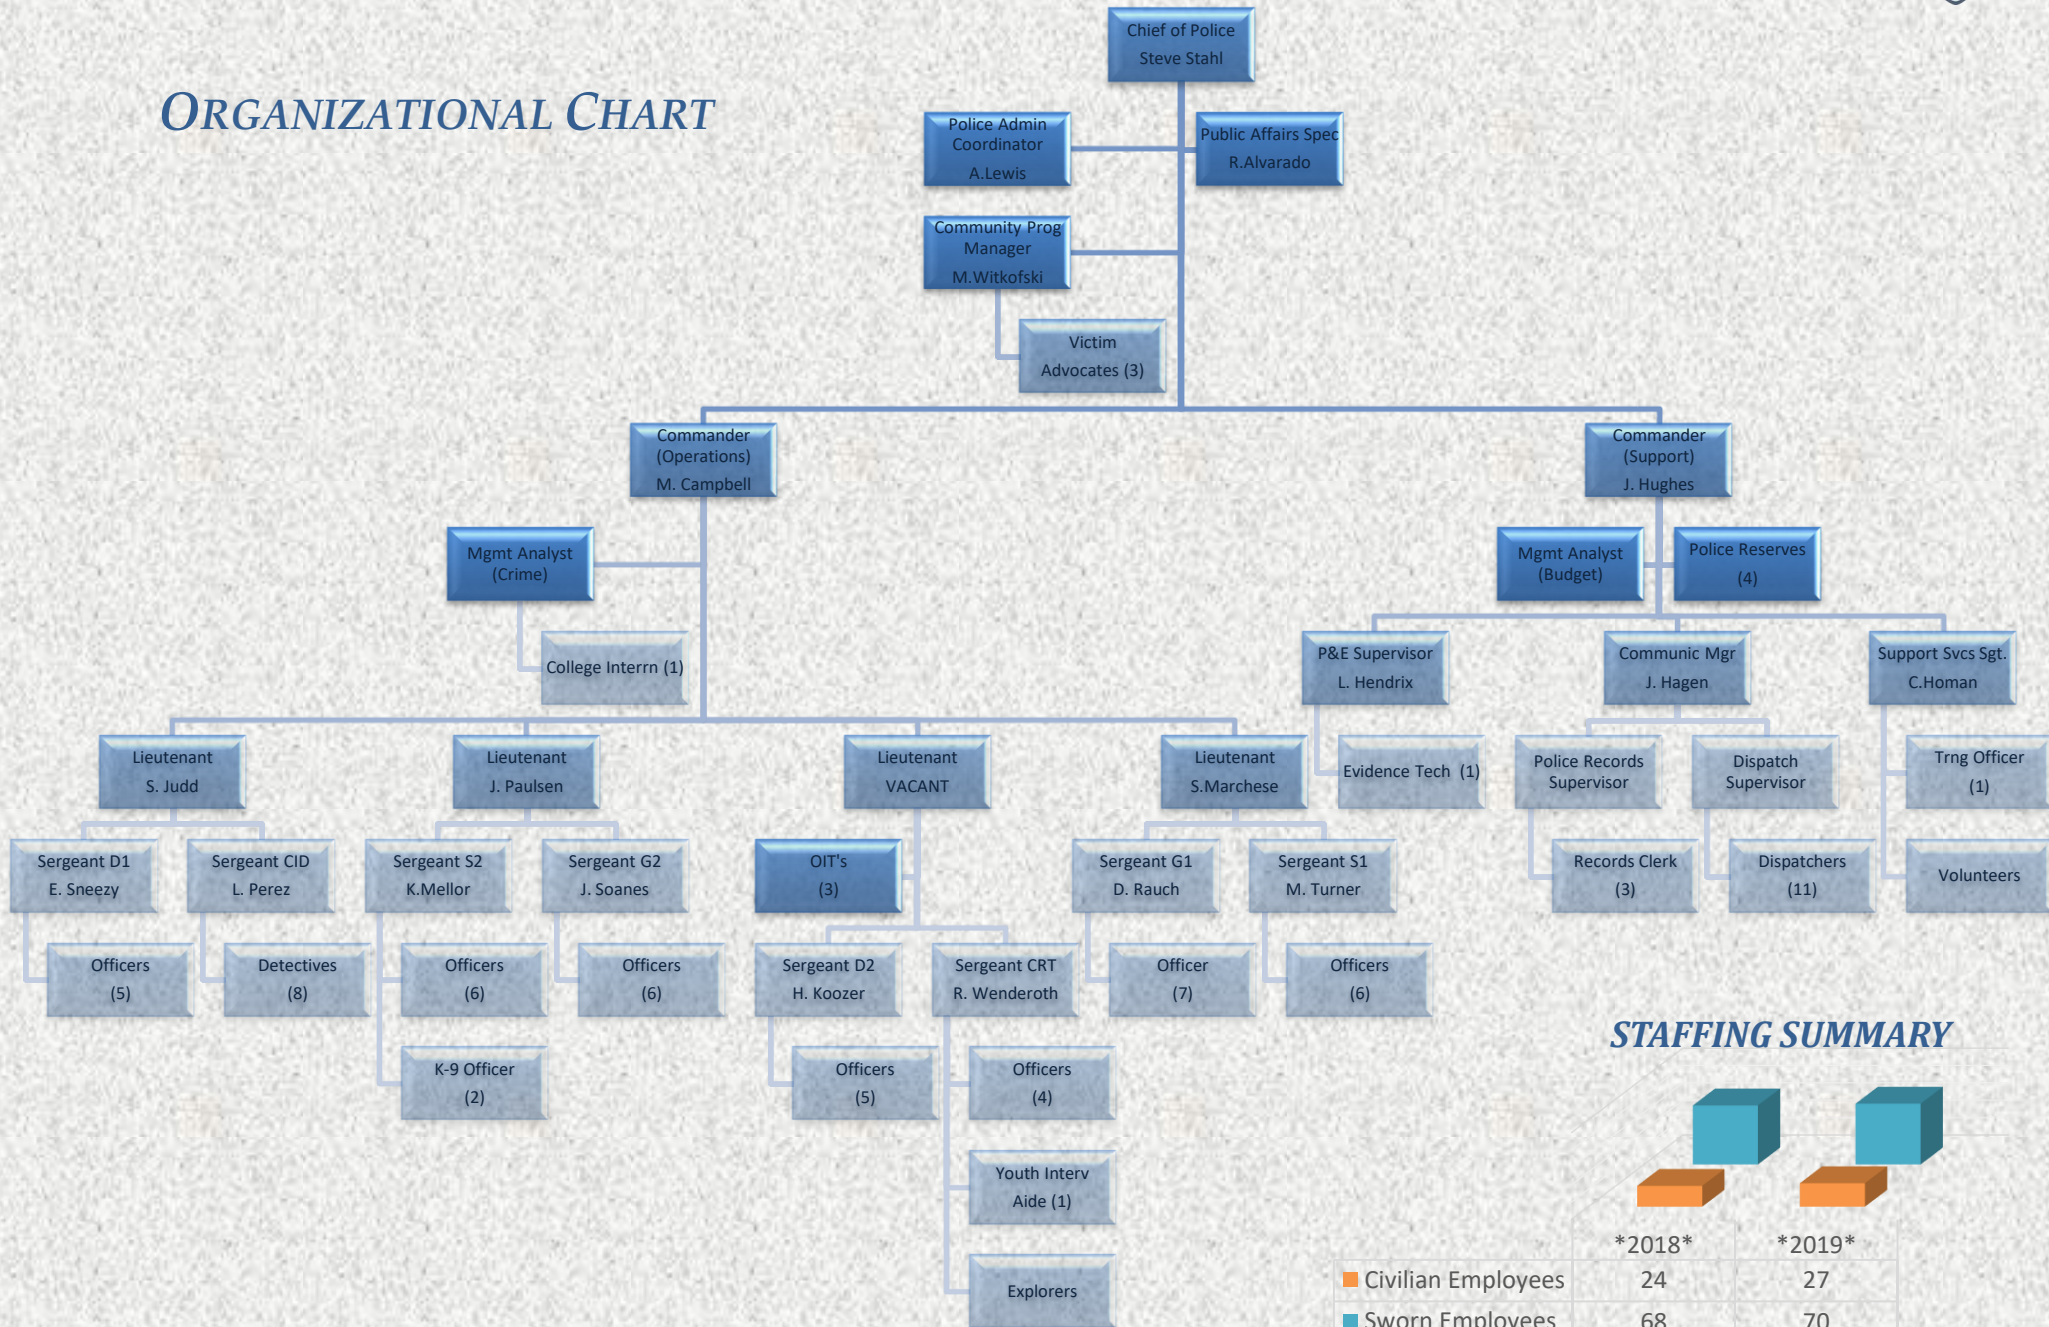 Chief of Police
Steve Stahl
ORGANIZATIONAL CHART
Police Admin
Coordinator
A.Lewis
Public Affairs Spec
R.Alvarado
Community Prog
Manager
M.Witkofski
Victim
Advocates (3)
Commander
(Operations)
M. Campbell
Commander
(Support)
J. Hughes
Mgmt Analyst
(Crime)
Mgmt Analyst
(Budget)
Police Reserves
(4)
College Interrn (1)
P&E Supervisor
L. Hendrix
Communic Mgr
J. Hagen
Support Svcs Sgt.
C.Homan
Lieutenant
S. Judd
Lieutenant
J. Paulsen
Lieutenant
VACANT
Lieutenant
S.Marchese
Evidence Tech (1)
Police Records
Supervisor
Dispatch
Supervisor
Trng Officer
(1)
Sergeant D1
E. Sneezy
Sergeant CID
L. Perez
Sergeant S2
K.Mellor
Sergeant G2
J. Soanes
OIT's
(3)
Sergeant G1
D. Rauch
Sergeant S1
M. Turner
Records Clerk
(3)
Dispatchers
(11)
Volunteers
Officers
(5)
Detectives
(8)
Officers
(6)
Officers
(6)
Sergeant D2
H. Koozer
Sergeant CRT
R. Wenderoth
Officer
(7)
Officers
(6)
K-9 Officer
(2)
Officers
(5)
Officers
(4)
Youth Interv
Aide (1)
Explorers
STAFFING SUMMARY
*2018* *2019*
Civilian Employees 24 27
Sworn Employees 68 70